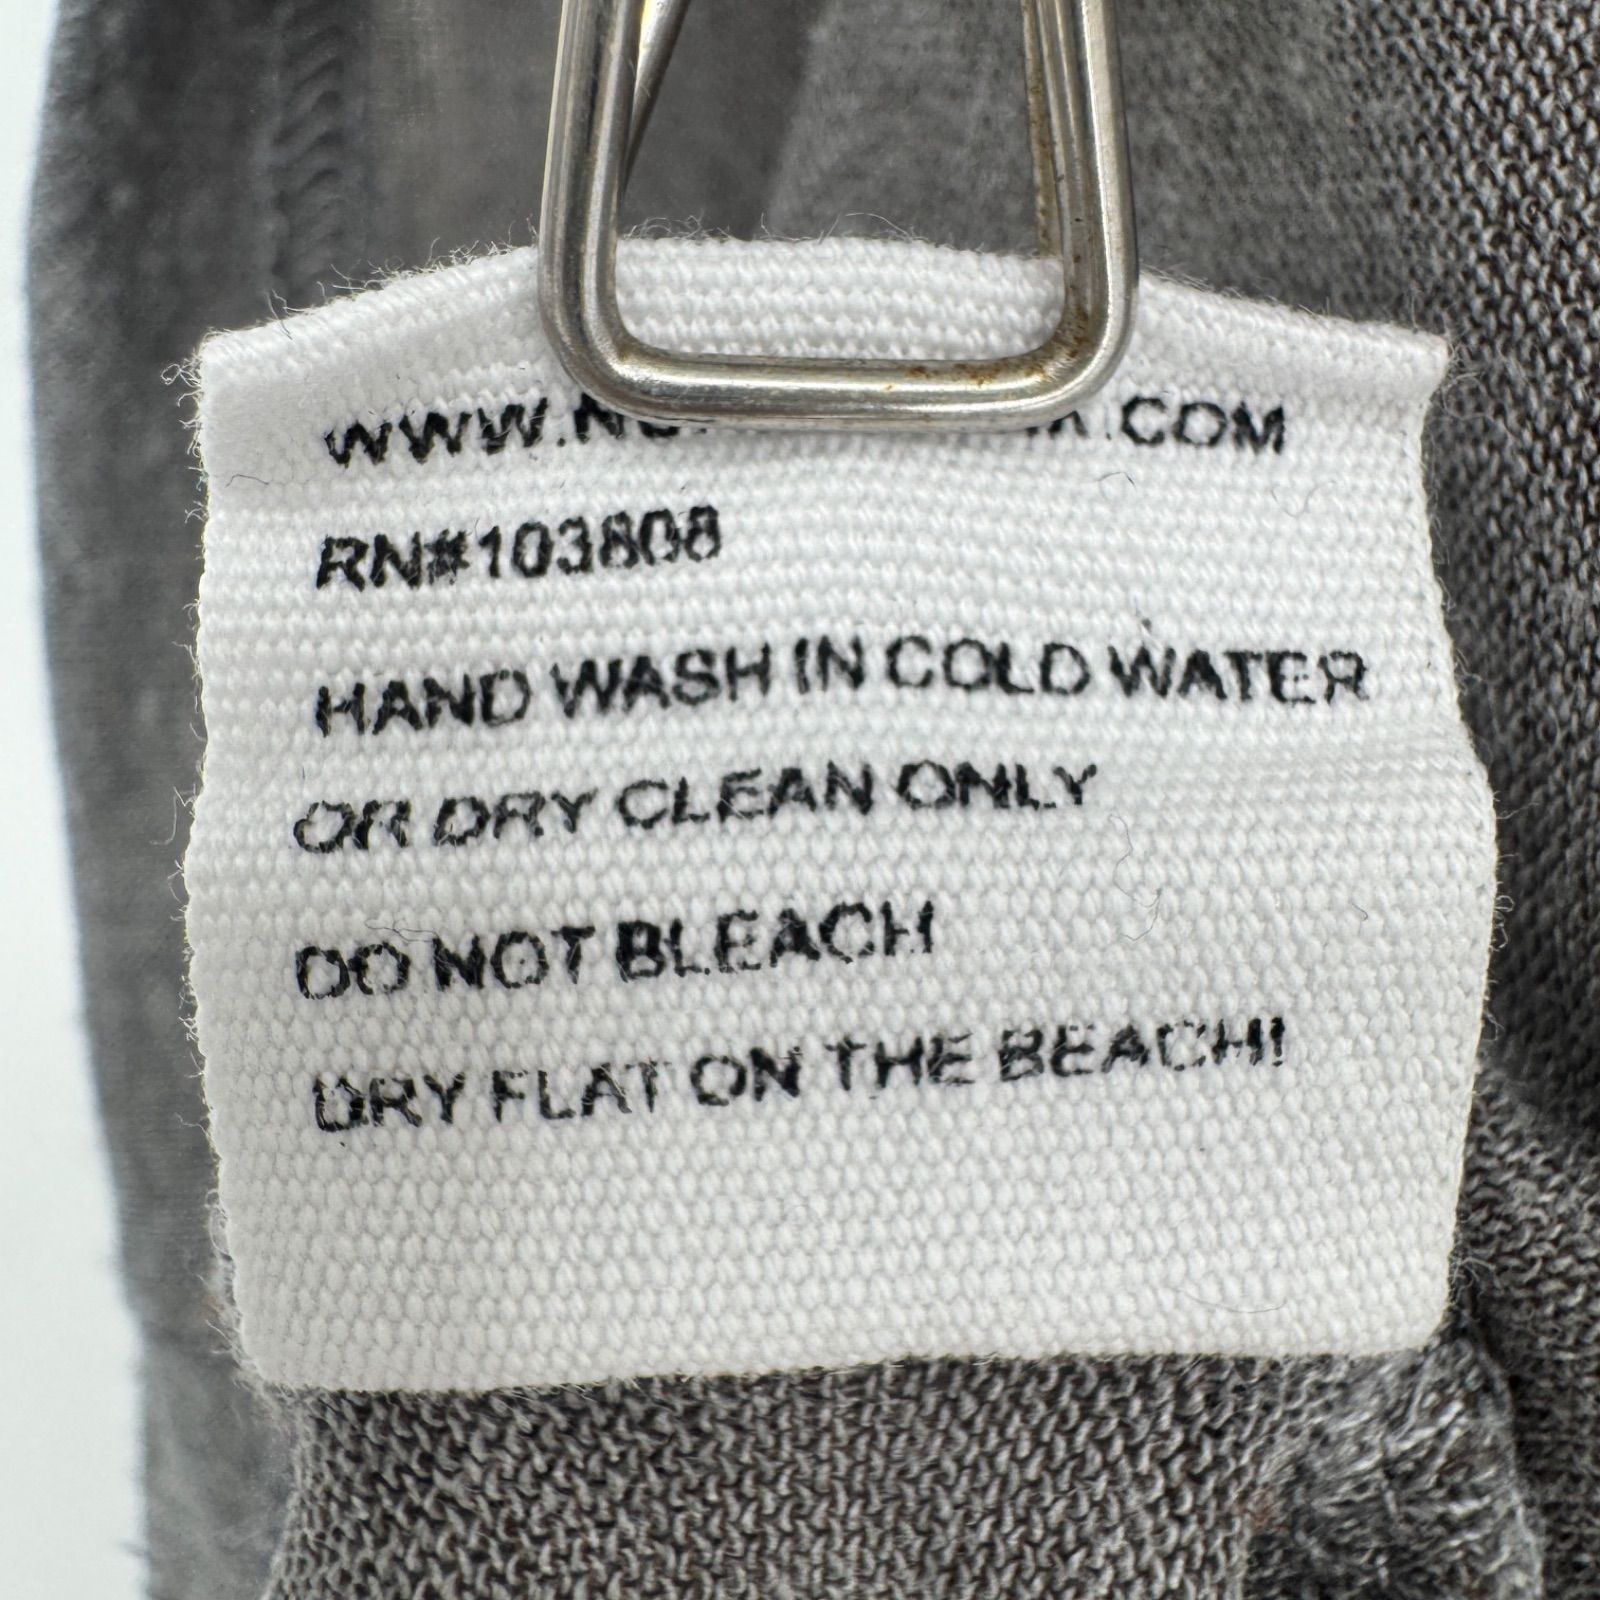 RN#103808
HAND WASH IN COLD WATER
OR DRY CLEAN ONLY
DO NOT BLEACH
DRY FLAT ON THE BEACH!